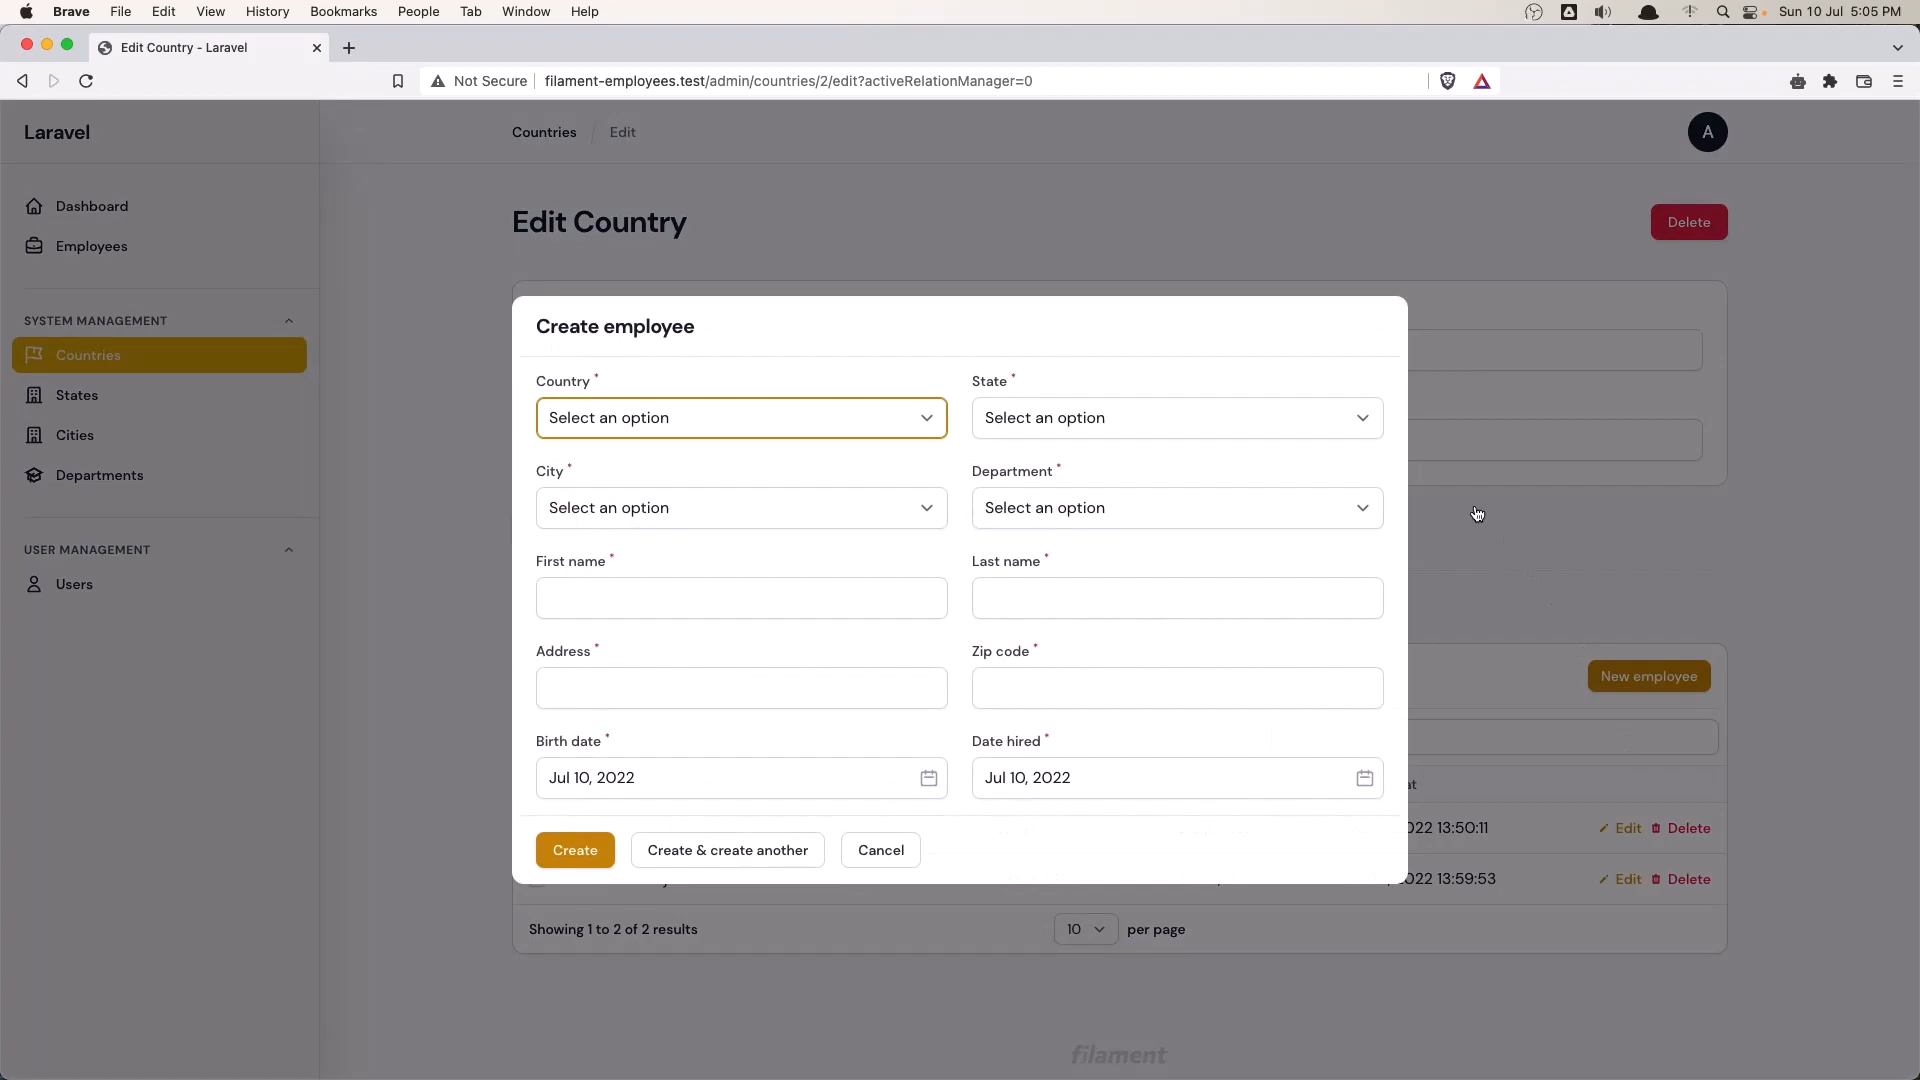 Brave File Edit View History Bookmarks People Tab Window Help Sun 10 Jul 5:05 PM
Edit Country - Laravel
Not Secure filament-employees.test/admin/countries/2/edit?activeRelationManager=0
Laravel
Countries Edit
A
Dashboard
Employees
SYSTEM MANAGEMENT
Countries
States
Cities
Departments
USER MANAGEMENT
Users
Edit Country
Delete
Create employee
Country * State *
Select an option Select an option
City * Department *
Select an option Select an option
First name * Last name *
Address * Zip code *
Birth date * Date hired *
Jul 10, 2022 Jul 10, 2022
Create Create & create another Cancel
New employee
13:50:11 Edit Delete
13:59:53 Edit Delete
Showing 1 to 2 of 2 results 10 per page
filament